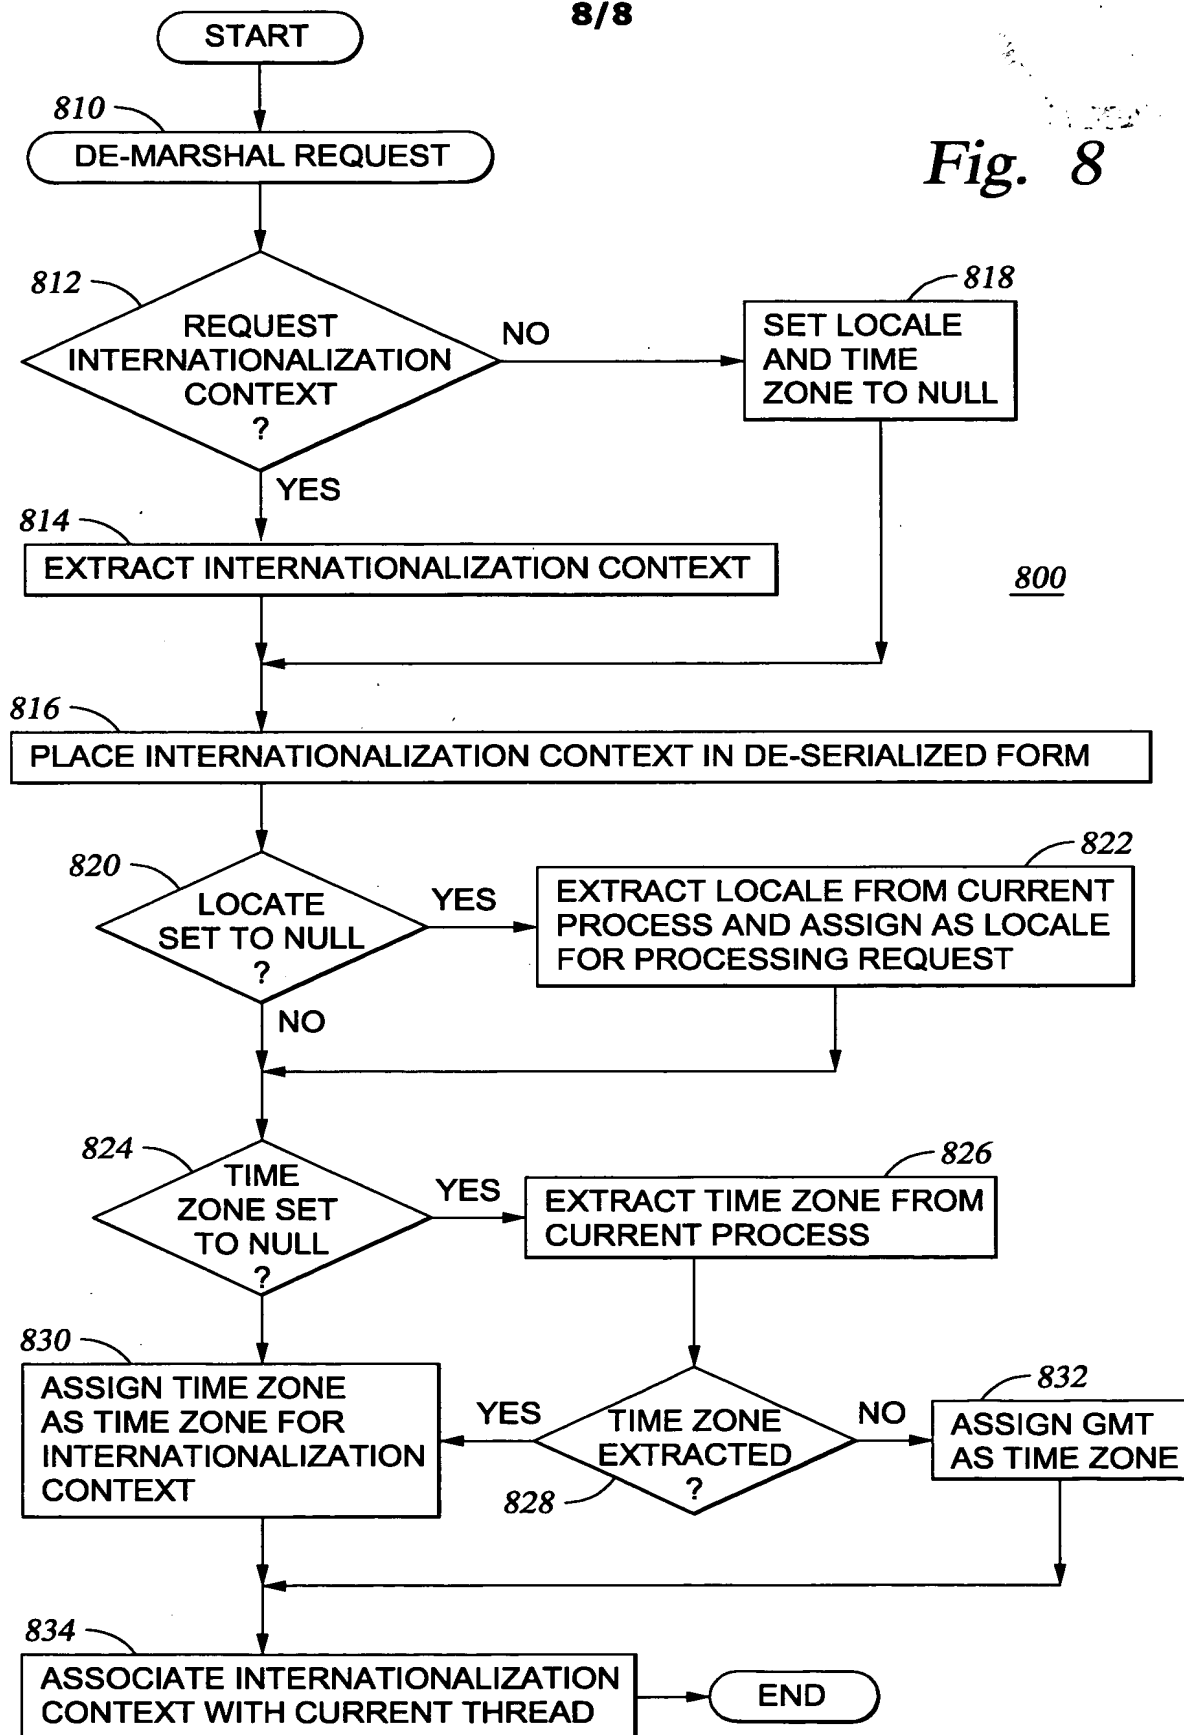 8/8
START
810
DE-MARSHAL REQUEST
Fig. 8
812
REQUEST
INTERNATIONALIZATION
CONTEXT
?
NO
818
SET LOCALE
AND TIME
ZONE TO NULL
YES
814
EXTRACT INTERNATIONALIZATION CONTEXT
800
816
PLACE INTERNATIONALIZATION CONTEXT IN DE-SERIALIZED FORM
820
LOCATE
SET TO NULL
?
YES
822
EXTRACT LOCALE FROM CURRENT
PROCESS AND ASSIGN AS LOCALE
FOR PROCESSING REQUEST
NO
824
TIME
ZONE SET
TO NULL
?
YES
826
EXTRACT TIME ZONE FROM
CURRENT PROCESS
830
ASSIGN TIME ZONE
AS TIME ZONE FOR
INTERNATIONALIZATION
CONTEXT
YES
TIME ZONE
EXTRACTED
?
828
NO
832
ASSIGN GMT
AS TIME ZONE
834
ASSOCIATE INTERNATIONALIZATION
CONTEXT WITH CURRENT THREAD
END